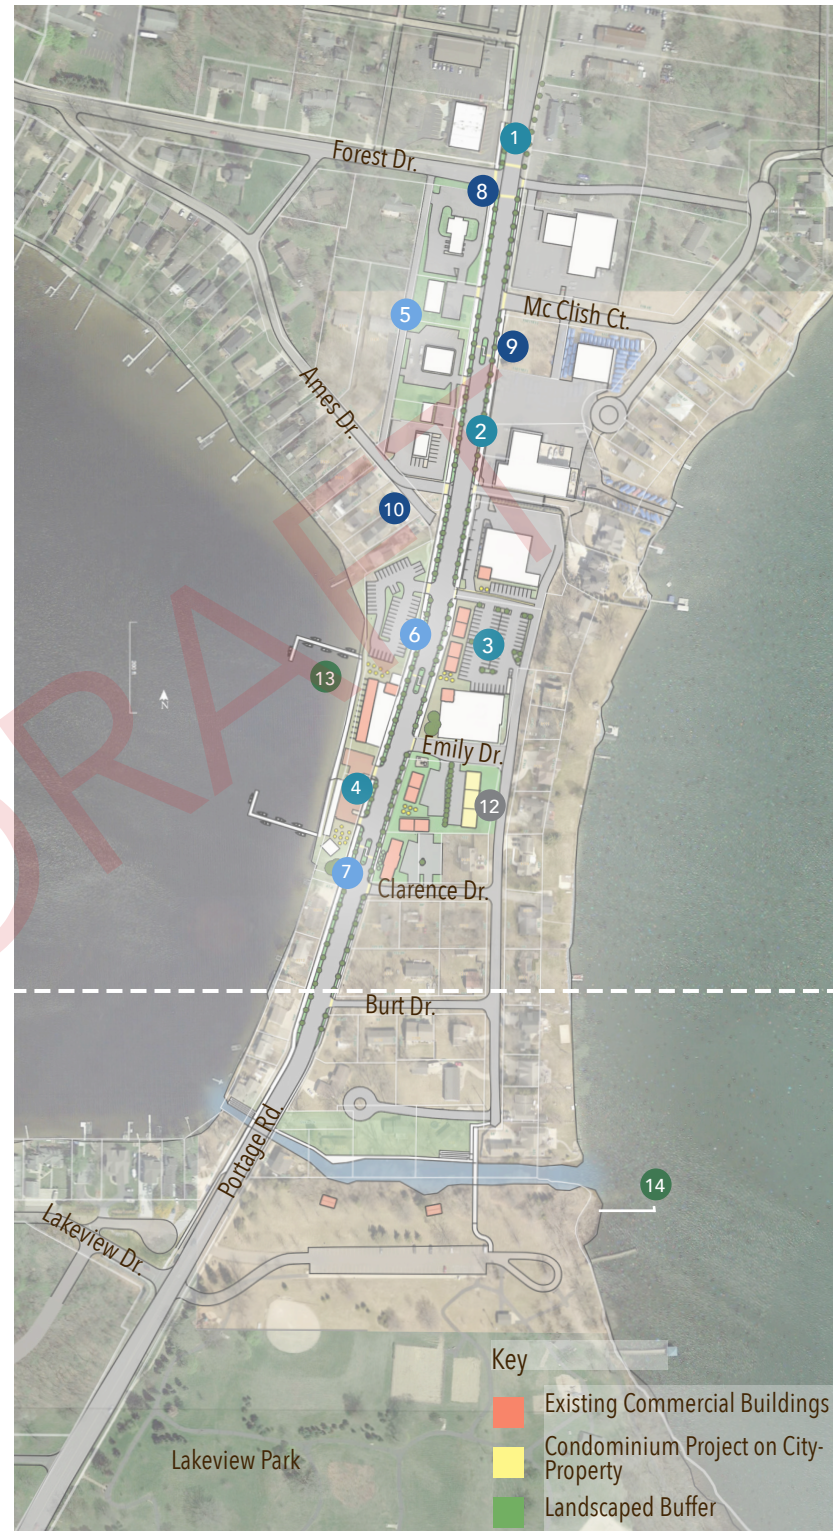 1
Forest Dr.
8
5
Mc Clish Ct.
9
Ames Dr.
2
10
6
3
13
N
Emily Dr.
4
12
7
Clarence Dr.
Burt Dr.
Portage Rd.
14
Lakeview Dr.
Key
Existing Commercial Buildings
Condominium Project on City-
Property
Lakeview Park
Landscaped Buffer
DRAFT